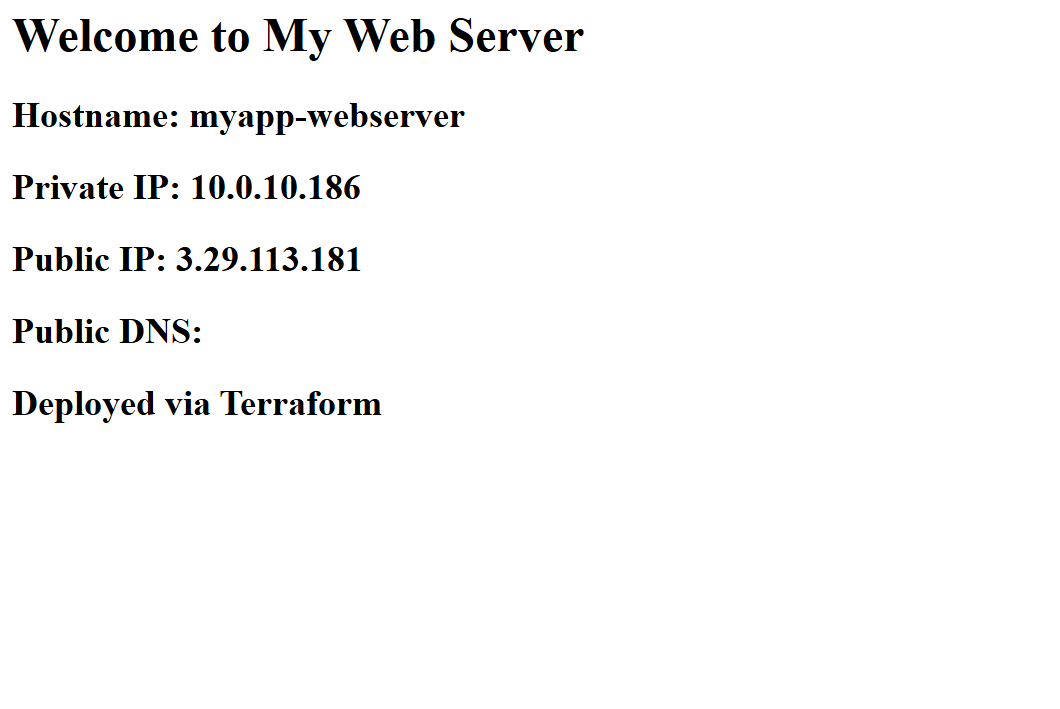 Welcome to My Web Server
Hostname: myapp-webserver
Private IP: 10.0.10.186
Public IP: 3.29.113.181
Public DNS:
Deployed via Terraform